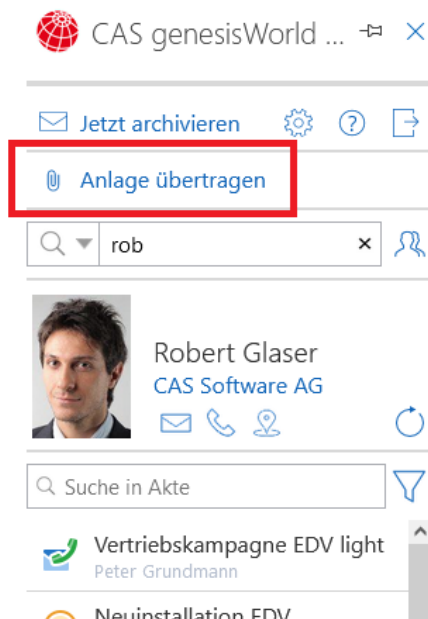 CAS genesisWorld ...
Jetzt archivieren
Anlage übertragen
rob
Robert Glaser
CAS Software AG
Suche in Akte
Vertriebskampagne EDV light
Peter Grundmann
Neuinstallation EDV